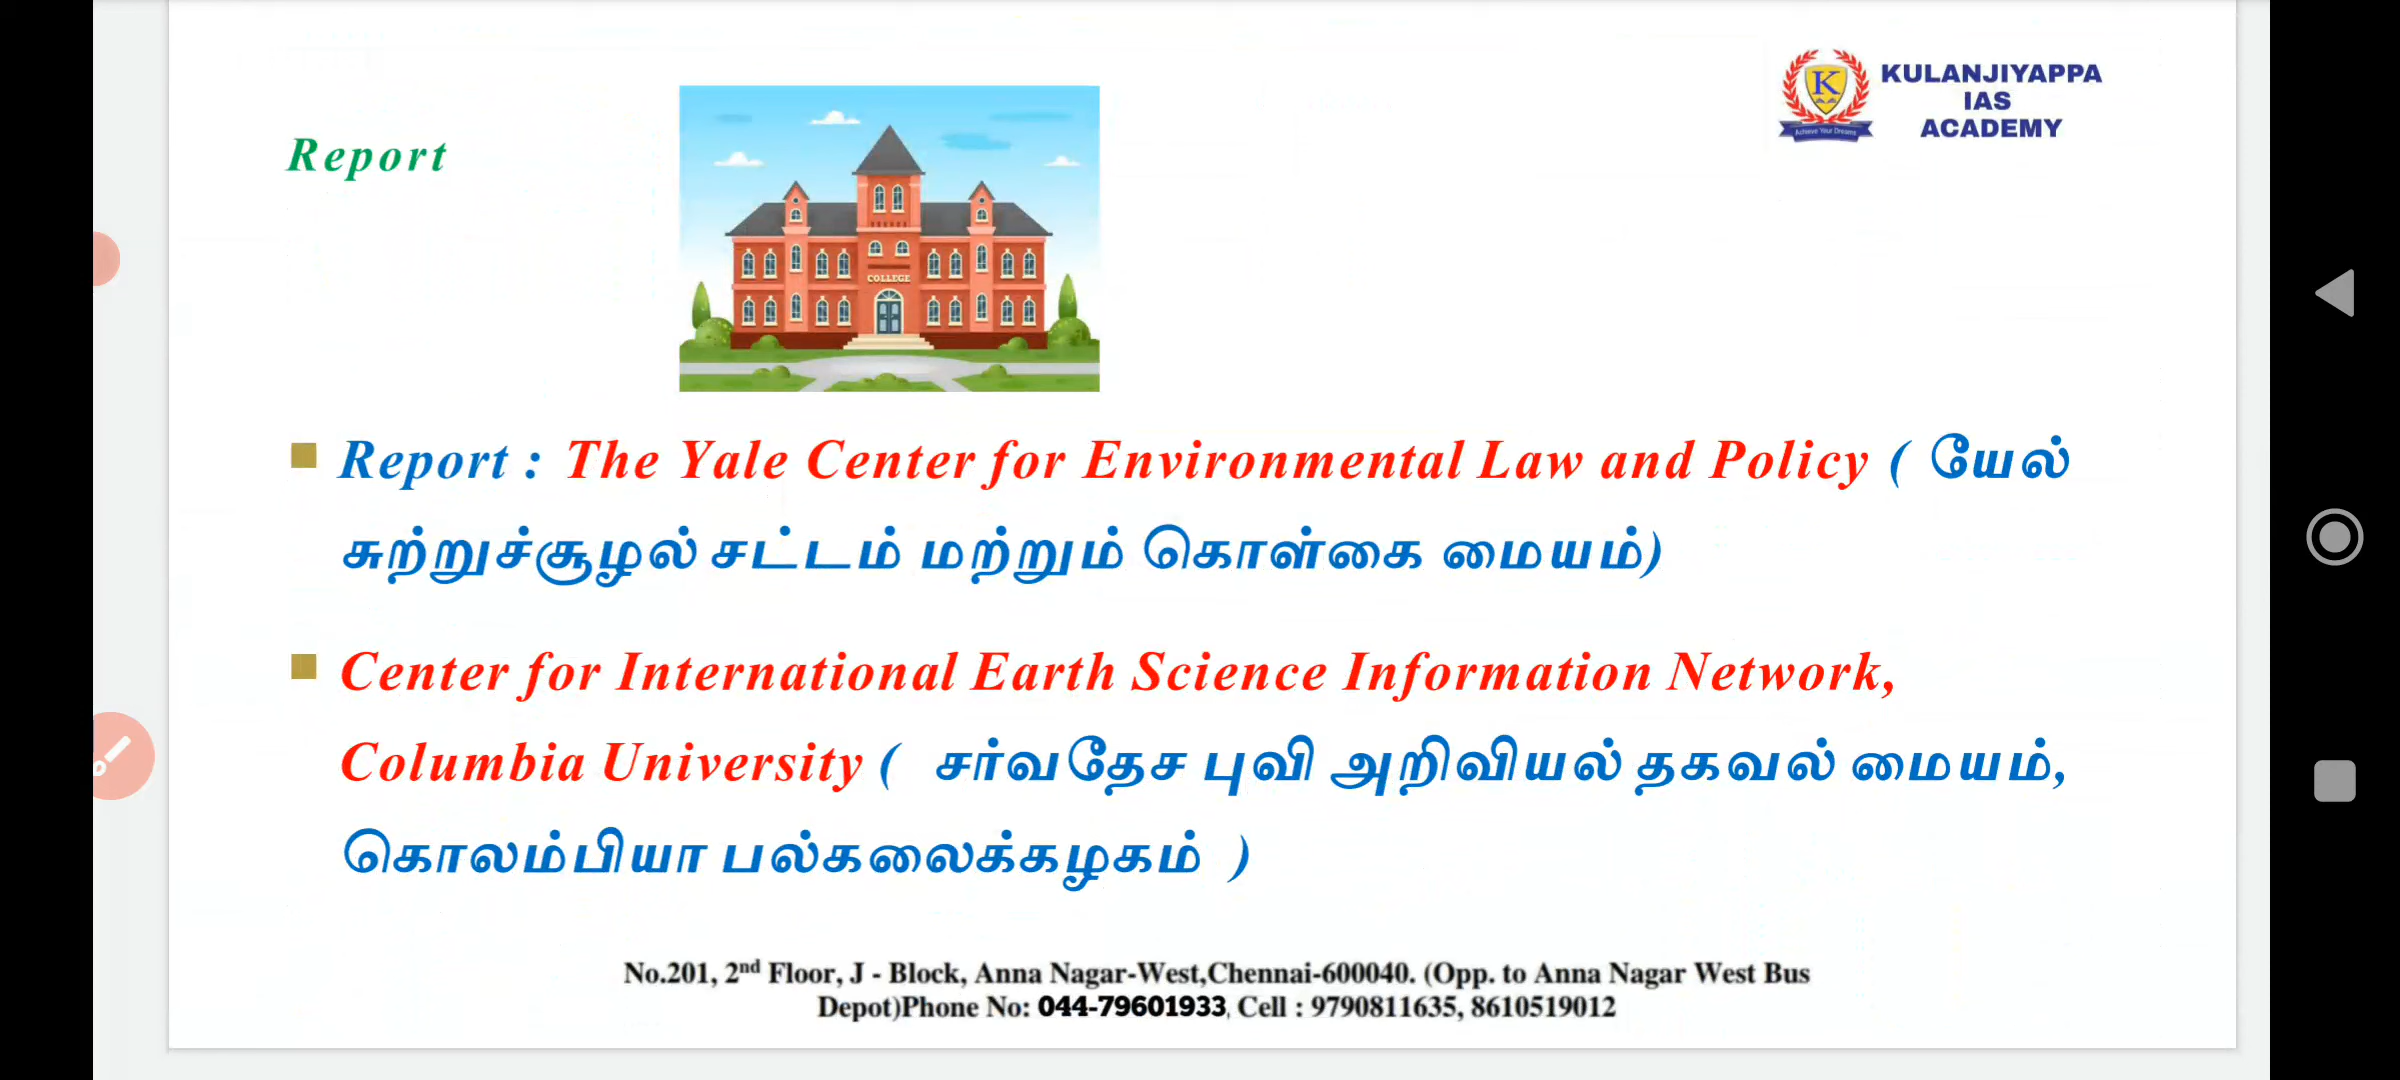 KULANJIYAPPA
IAS
ACADEMY
K
Achieve Your Dreams
Report
COLLEGE
Report : The Yale Center for Environmental Law and Policy ( யேல்
சுற்றுச்சூழல் சட்டம் மற்றும் கொள்கை மையம்)
Center for International Earth Science Information Network,
Columbia University ( சர்வதேச புவி அறிவியல் தகவல் மையம்,
கொலம்பியா பல்கலைக்கழகம் )
No.201, 2nd Floor, J - Block, Anna Nagar-West,Chennai-600040. (Opp. to Anna Nagar West Bus
Depot)Phone No: 044-79601933, Cell : 9790811635, 8610519012